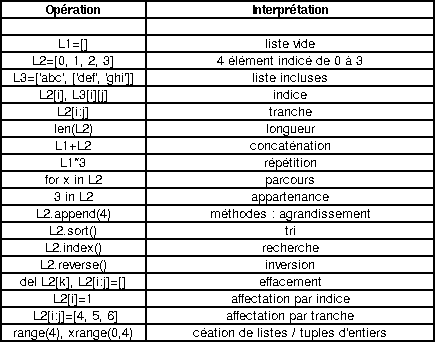 Opération Interprétation
L1=[] liste vide
L2=[0, 1, 2, 3] 4 élément indicé de 0 à 3
L3=['abc', ['def', 'ghi']] liste incluses
L2[i], L3[i][j] indice
L2[i:j] tranche
len(L2) longueur
L1+L2 concaténation
L1*3 répétition
for x in L2 parcours
3 in L2 appartenance
L2.append(4) méthodes : agrandissement
L2.sort() tri
L2.index() recherche
L2.reverse() inversion
del L2[k], L2[i:j]=[] effacement
L2[i]=1 affectation par indice
L2[i:j]=[4, 5, 6] affectation par tranche
range(4), xrange(0,4) céation de listes / tuples d'entiers